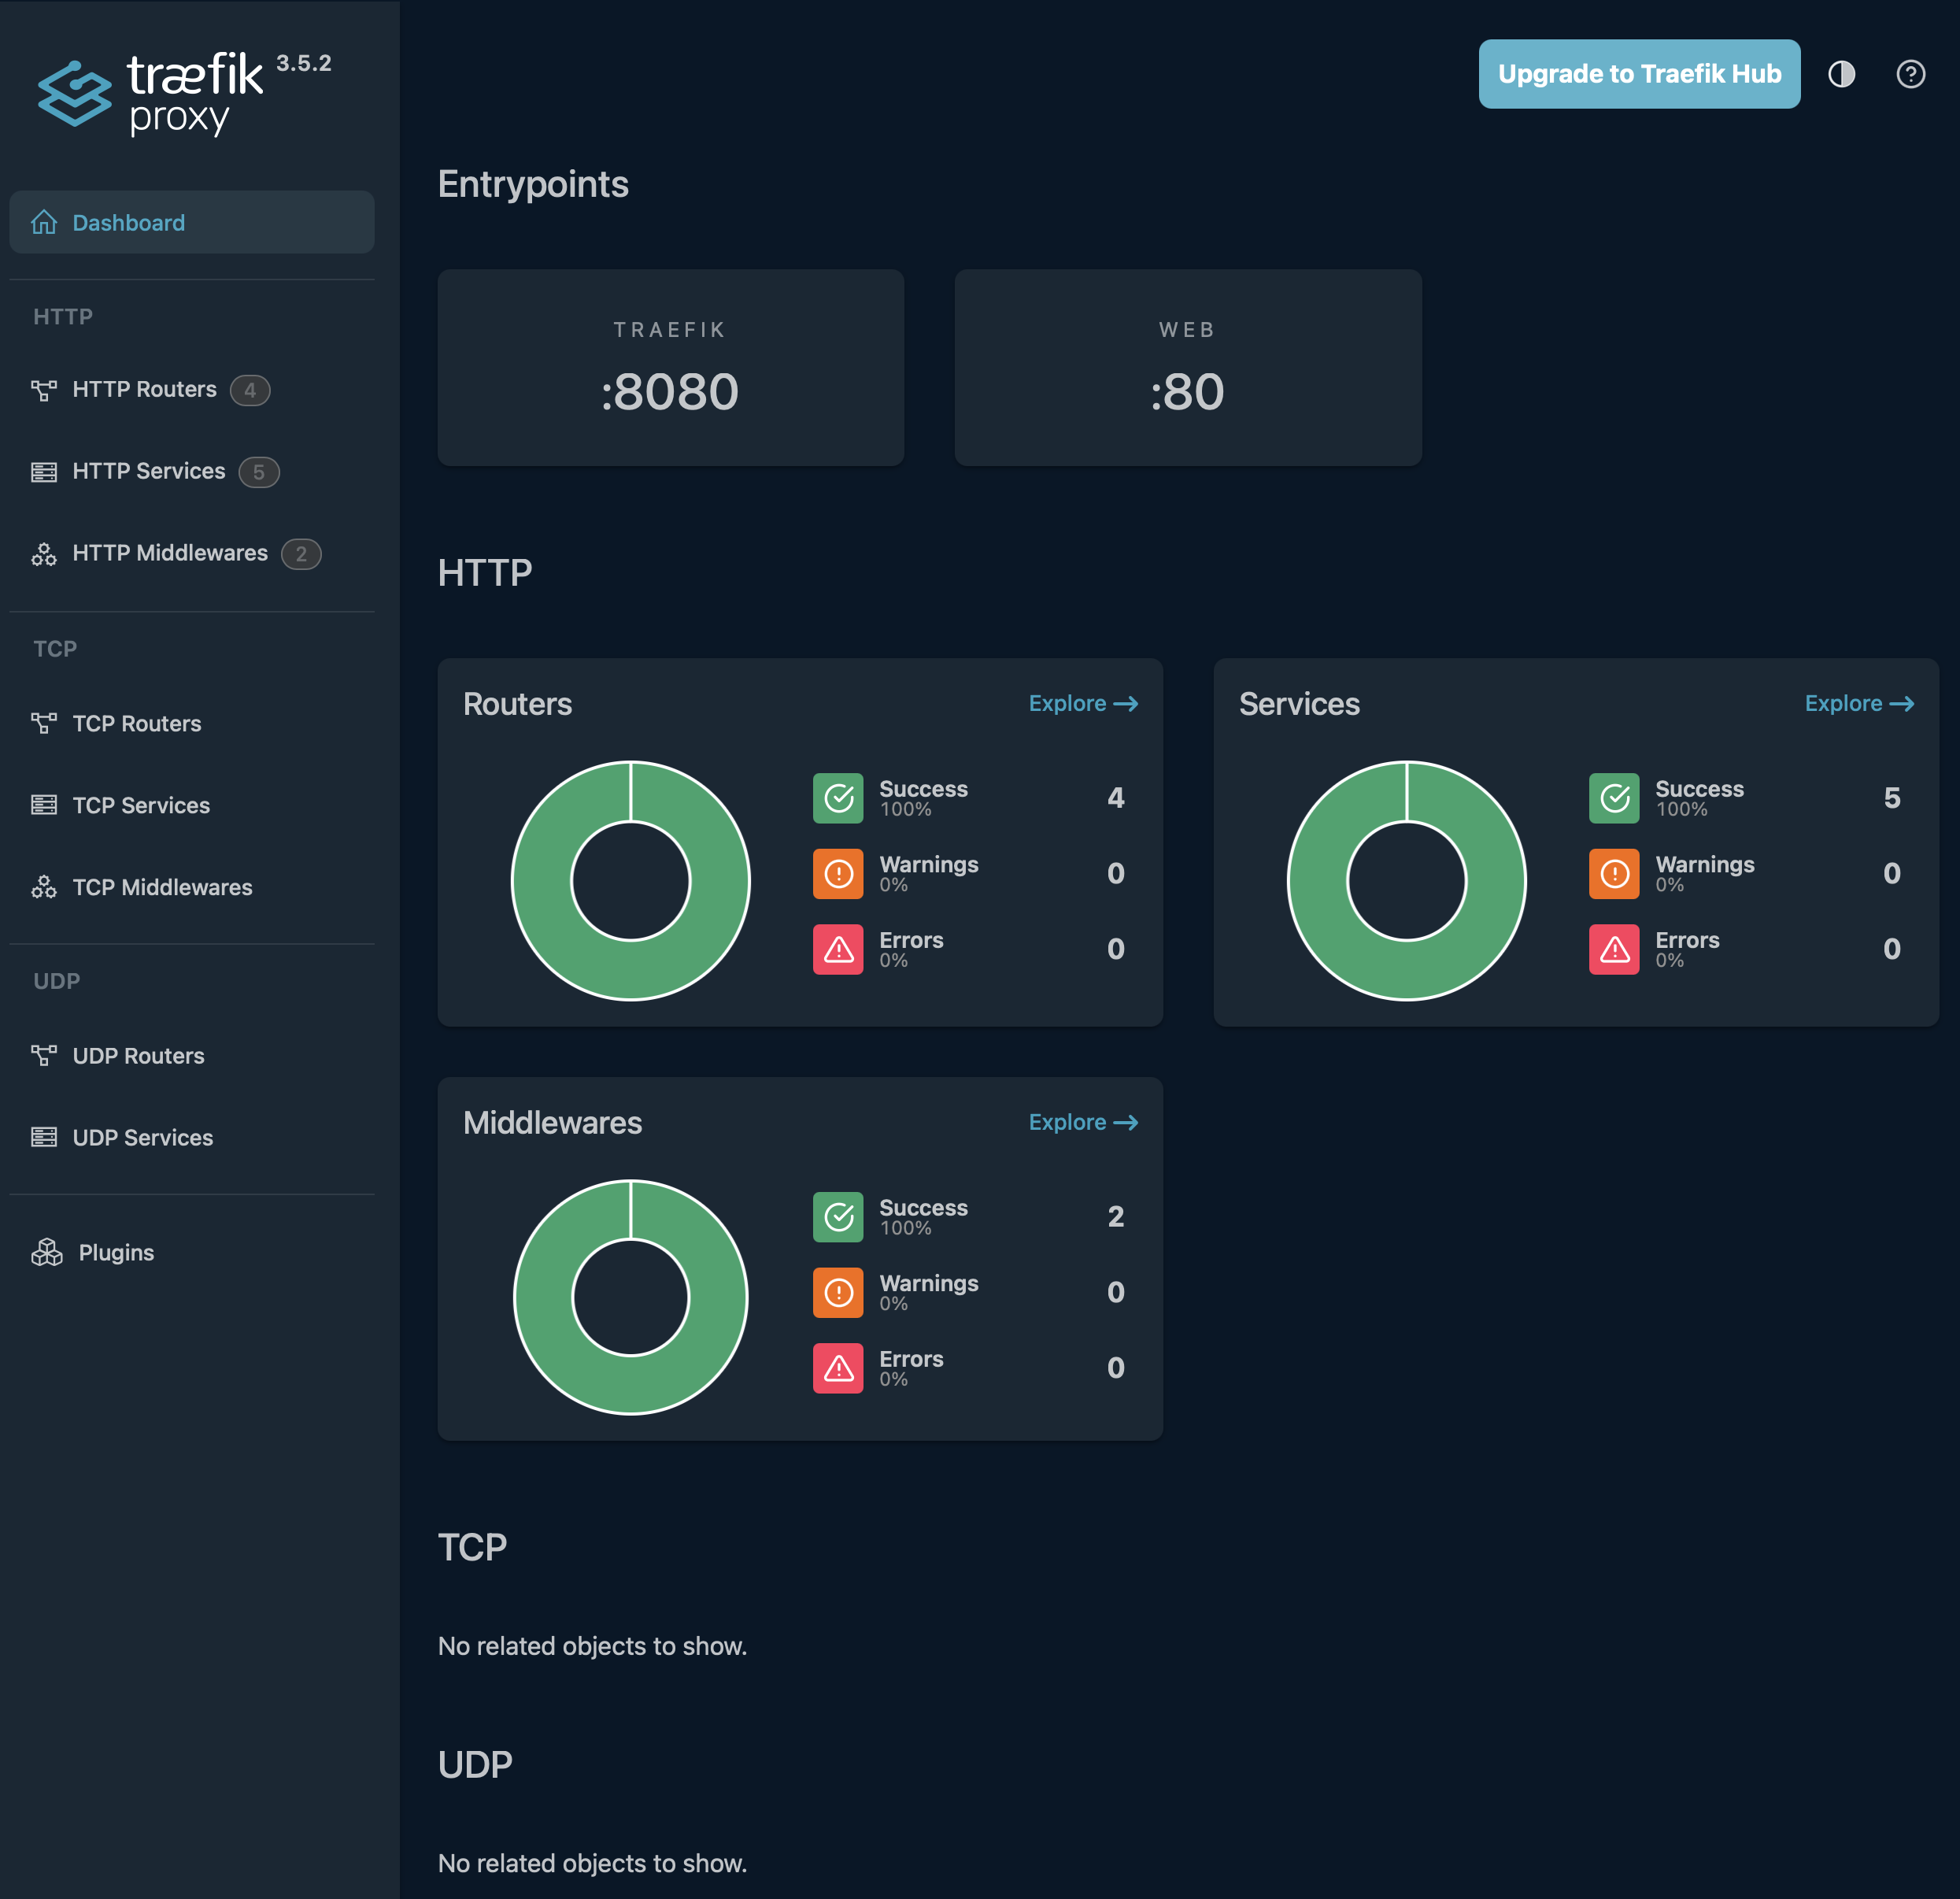 træfik 3.5.2
proxy
Dashboard
HTTP
HTTP Routers 4
HTTP Services 5
HTTP Middlewares 2
TCP
TCP Routers
TCP Services
TCP Middlewares
UDP
UDP Routers
UDP Services
Plugins
Upgrade to Traefik Hub
Entrypoints
TRAEFIK
:8080
WEB
:80
HTTP
Routers Explore
Success 4
100%
Warnings 0
0%
Errors 0
0%
Services Explore
Success 5
100%
Warnings 0
0%
Errors 0
0%
Middlewares Explore
Success 2
100%
Warnings 0
0%
Errors 0
0%
TCP
No related objects to show.
UDP
No related objects to show.